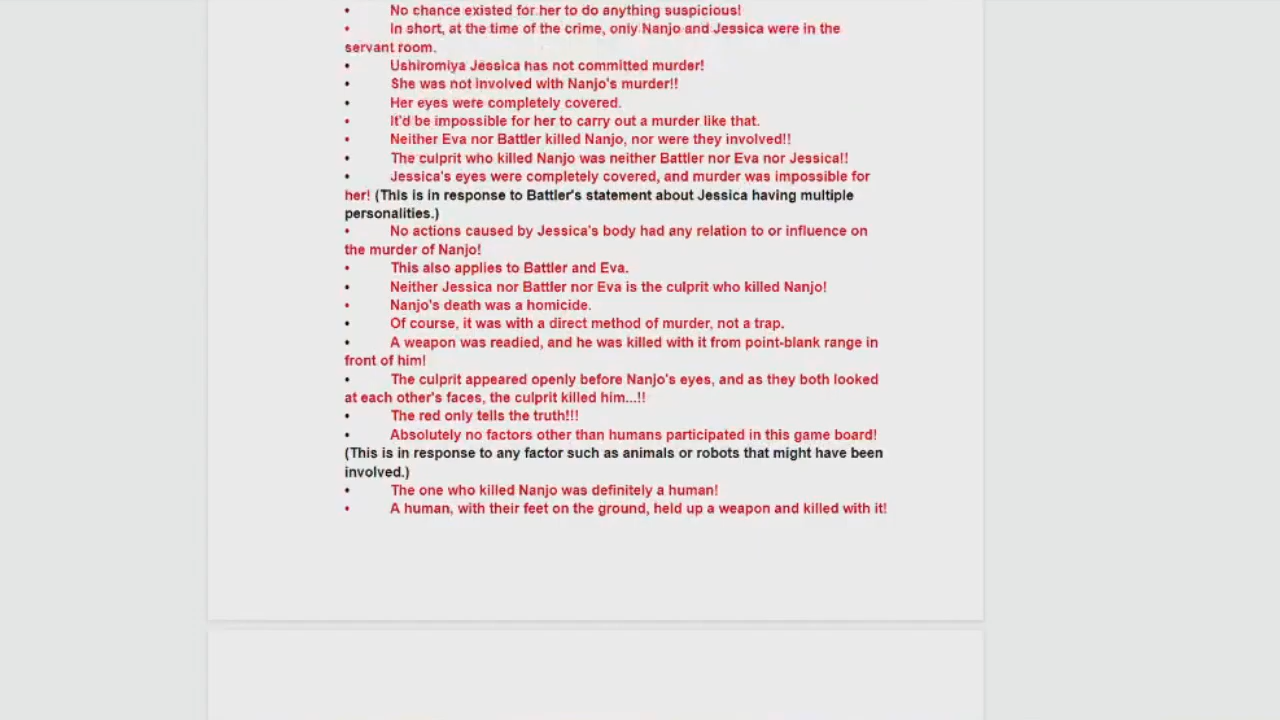 • No chance existed for her to do anything suspicious!
• In short, at the time of the crime, only Nanjo and Jessica were in the
servant room.
• Ushiromiya Jessica has not committed murder!
• She was not involved with Nanjo's murder!!
• Her eyes were completely covered.
• It'd be impossible for her to carry out a murder like that.
• Neither Eva nor Battler killed Nanjo, nor were they involved!!
• The culprit who killed Nanjo was neither Battler nor Eva nor Jessica!!
• Jessica's eyes were completely covered, and murder was impossible for
her! (This is in response to Battler's statement about Jessica having multiple
personalities.)
• No actions caused by Jessica's body had any relation to or influence on
the murder of Nanjo!
• This also applies to Battler and Eva.
• Neither Jessica nor Battler nor Eva is the culprit who killed Nanjo!
• Nanjo's death was a homicide.
• Of course, it was with a direct method of murder, not a trap.
• A weapon was readied, and he was killed with it from point-blank range in
front of him!
• The culprit appeared openly before Nanjo's eyes, and as they both looked
at each other's faces, the culprit killed him...!!
• The red only tells the truth!!!
• Absolutely no factors other than humans participated in this game board!
(This is in response to any factor such as animals or robots that might have been
involved.)
• The one who killed Nanjo was definitely a human!
• A human, with their feet on the ground, held up a weapon and killed with it!